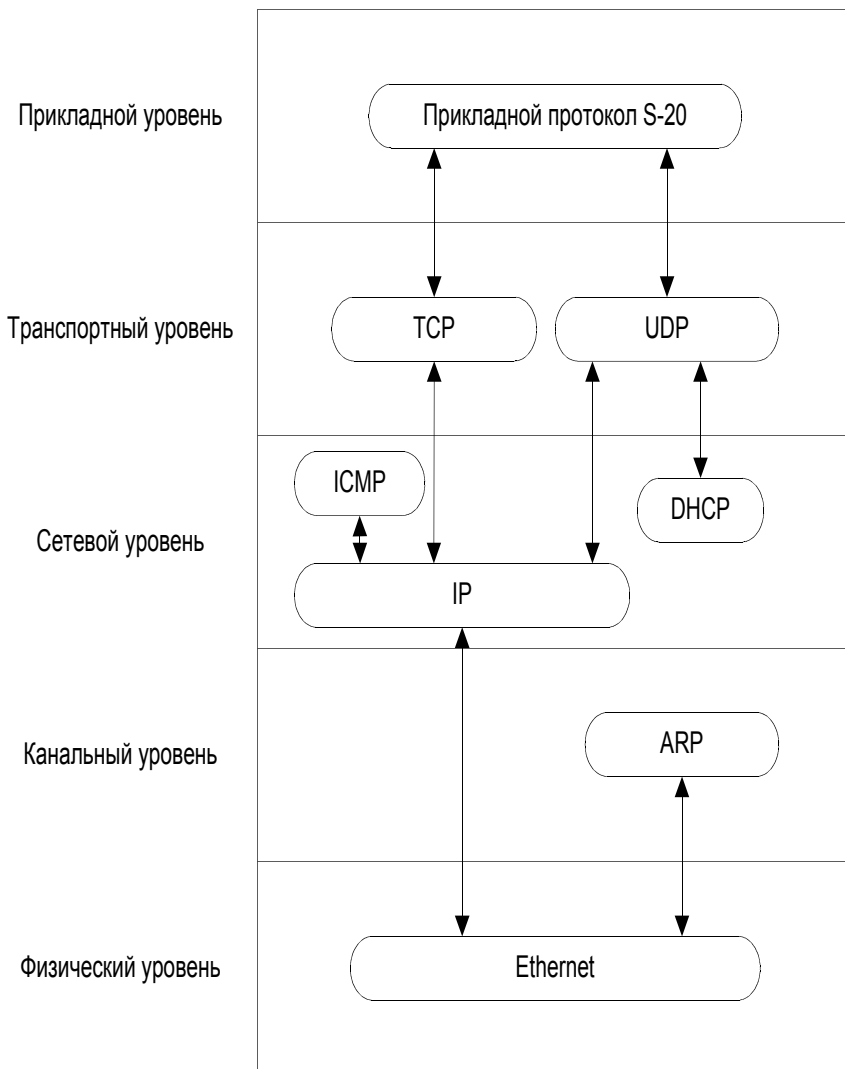 Прикладной уровень
Прикладной протокол S-20
Транспортный уровень
TCP
UDP
ICMP
DHCP
Сетевой уровень
IP
Канальный уровень
ARP
Физический уровень
Ethernet